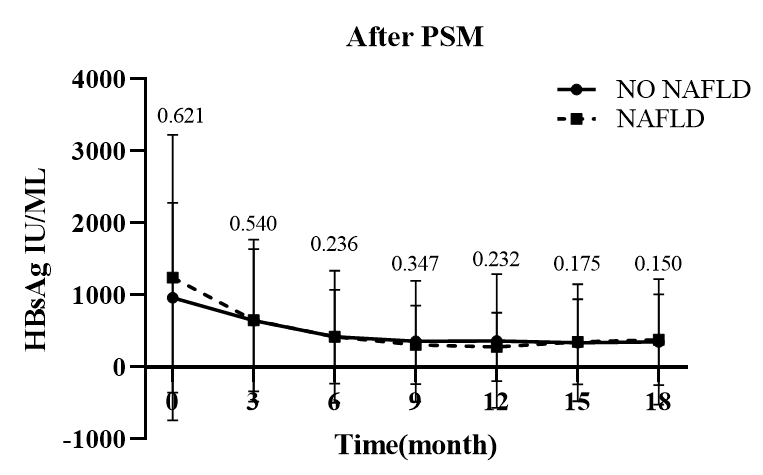 After PSM
4000
3000
2000
1000
0
-1000
HBsAg IU/ML
NO NAFLD
NAFLD
0.621
0.540
0.236
0.347
0.232
0.175
0.150
0 3 6 9 12 15 18
Time(month)